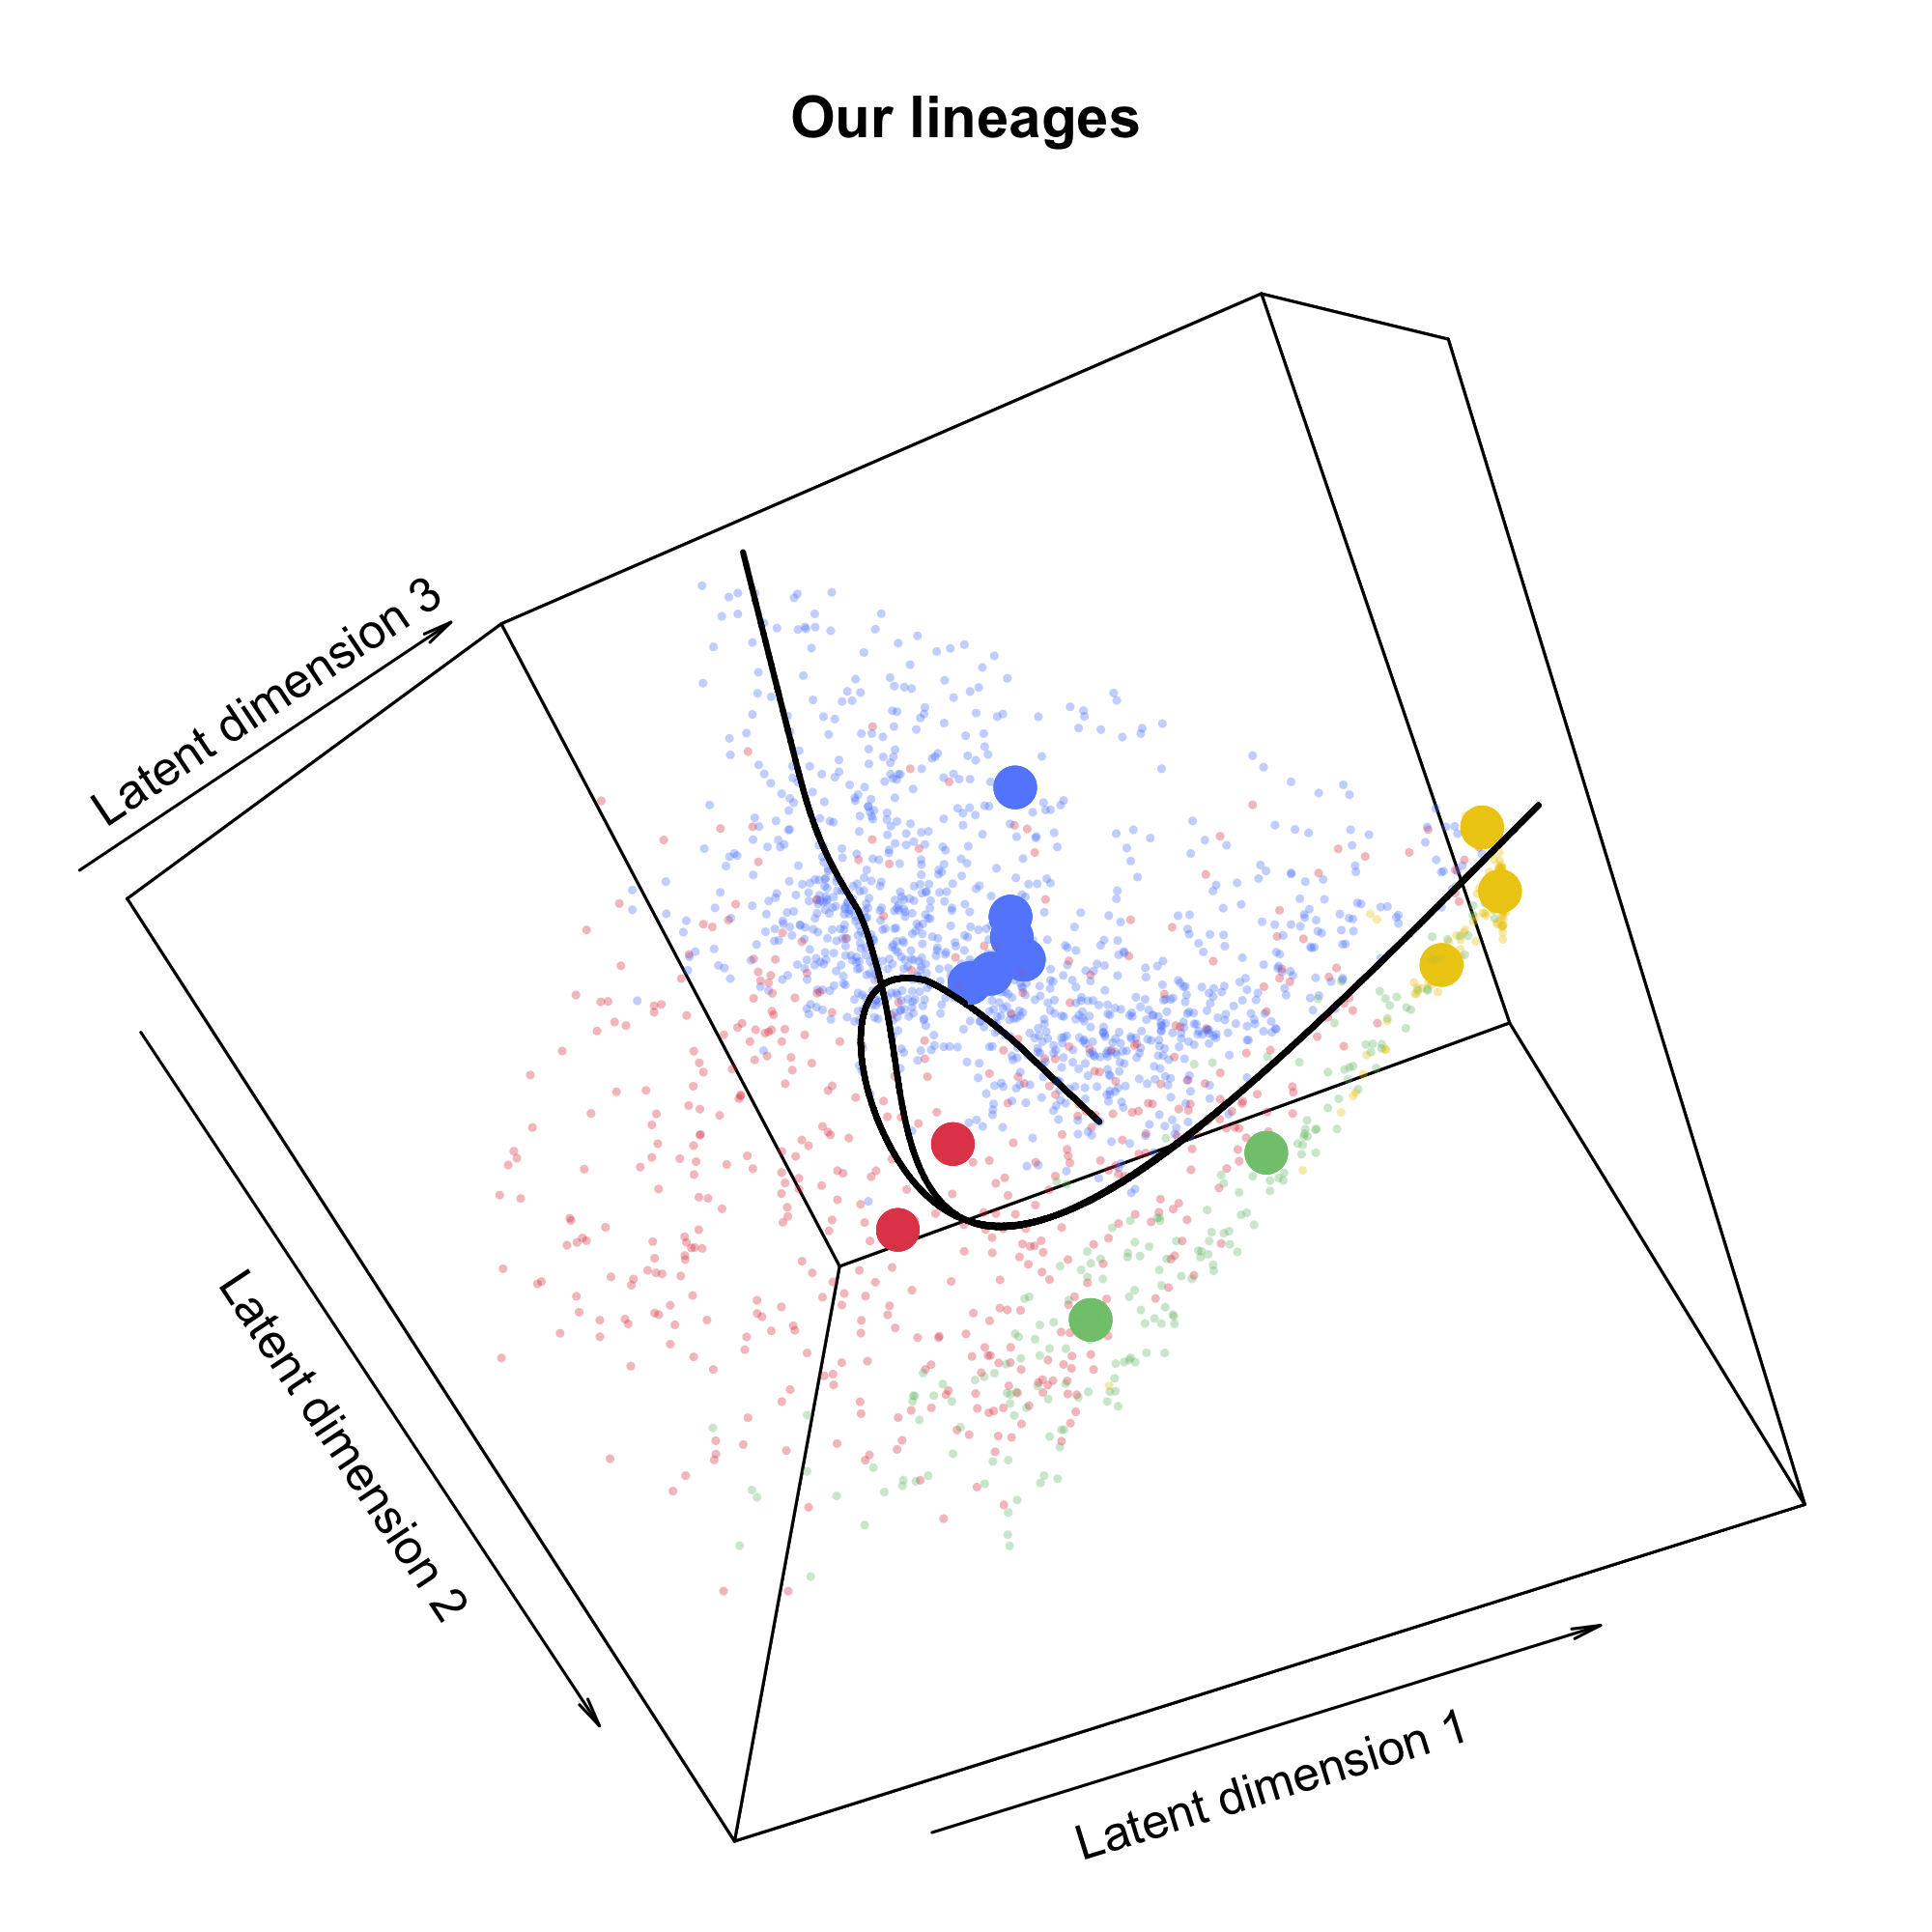 Our lineages
Latent dimension 3
Latent dimension 2
Latent dimension 1